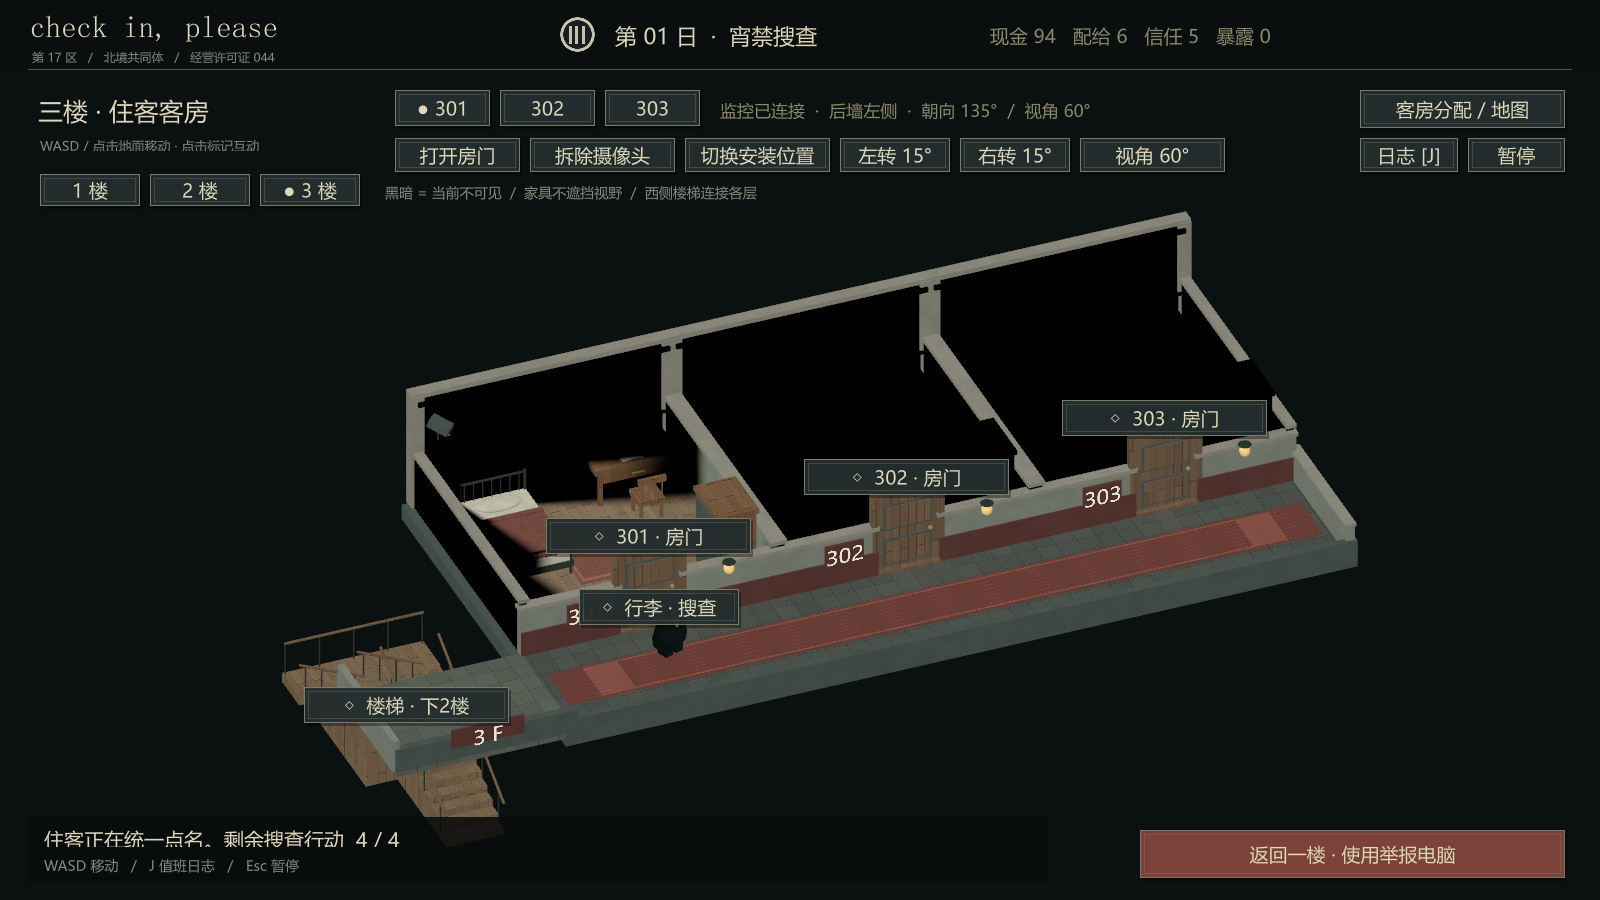 check in, please
第 17 区 / 北境共同体 / 经营许可证 044
第 01 日 · 宵禁搜查
现金 94 配给 6 信任 5 暴露 0
三楼 · 住客客房
WASD / 点击地面移动 · 点击标记互动
1 楼
2 楼
● 3 楼
● 301
302
303
监控已连接 · 后墙左侧 · 朝向 135° / 视角 60°
打开房门
拆除摄像头
切换安装位置
左转 15°
右转 15°
视角 60°
黑暗 = 当前不可见 / 家具不遮挡视野 / 西侧楼梯连接各层
客房分配 / 地图
日志 [J]
暂停
◇ 303 · 房门
◇ 302 · 房门
303
◇ 301 · 房门
302
◇ 行李 · 搜查
3
◇ 楼梯 · 下2楼
3 F
住客正在统一点名。剩余搜查行动 4 / 4
WASD 移动 / J 值班日志 / Esc 暂停
返回一楼 · 使用举报电脑